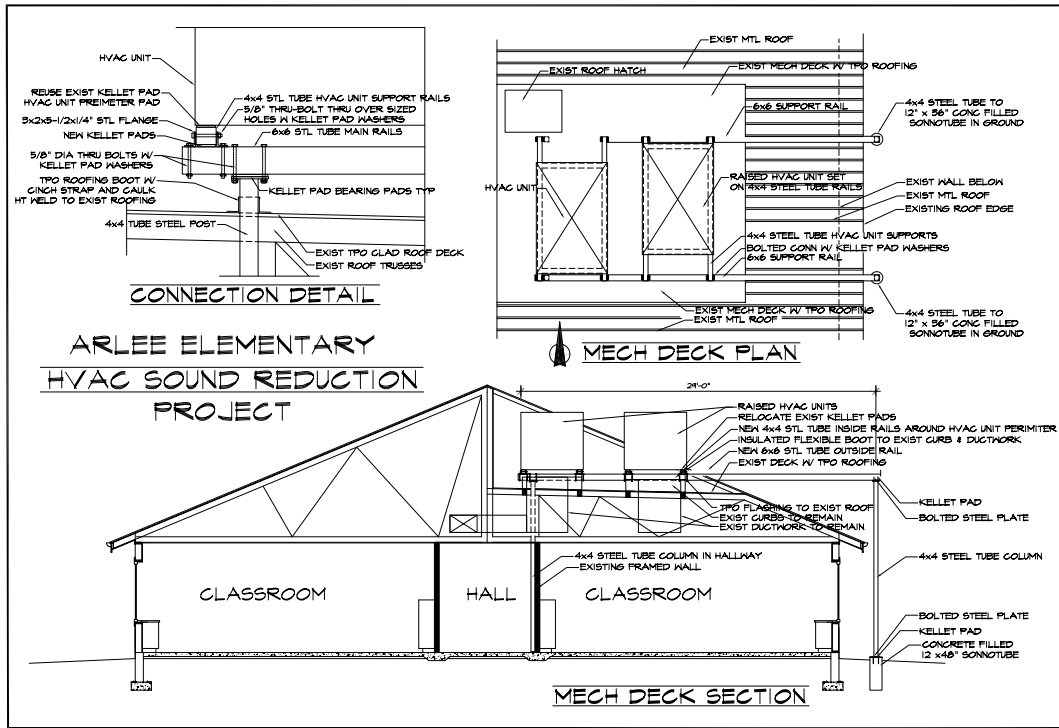 HVAC UNIT
REUSE EXIST KELLET PAD
HVAC UNIT PREIMETER PAD
3x2x5-1/2x1/4" STL FLANGE
NEW KELLET PADS
5/8" DIA THRU BOLTS W/
KELLET PAD WASHERS
TPO ROOFING BOOT W/
CINCH STRAP AND CAULK
HT WELD TO EXIST ROOFING
4x4 TUBE STEEL POST
4x4 STL TUBE HVAC UNIT SUPPORT RAILS
5/8" THRU-BOLT THRU OVER SIZED
HOLES W/ KELLET PAD WASHERS
6x6 STL TUBE MAIN RAILS
KELLET PAD BEARING PADS TYP
EXIST TPO CLAD ROOF DECK
EXIST ROOF TRUSSES
CONNECTION DETAIL
EXIST MTL ROOF
EXIST MECH DECK W/ TPO ROOFING
EXIST ROOF HATCH
6x6 SUPPORT RAIL
4x4 STEEL TUBE TO
12" x 36" CONC FILLED
SONNOTUBE IN GROUND
HVAC UNIT
RAISED HVAC UNIT SET
ON 4x4 STEEL TUBE RAILS
EXIST WALL BELOW
EXIST MTL ROOF
EXISTING ROOF EDGE
4x4 STEEL TUBE HVAC UNIT SUPPORTS
BOLTED CONN W/ KELLET PAD WASHERS
6x6 SUPPORT RAIL
EXIST MECH DECK W/ TPO ROOFING
EXIST MTL ROOF
4x4 STEEL TUBE TO
12" x 36" CONC FILLED
SONNOTUBE IN GROUND
MECH DECK PLAN
ARLEE ELEMENTARY
HVAC SOUND REDUCTION
PROJECT
29'-0"
RAISED HVAC UNITS
RELOCATE EXIST KELLET PADS
NEW 4x4 STL TUBE INSIDE RAILS AROUND HVAC UNIT PERIMITER
INSULATED FLEXIBLE BOOT TO EXIST CURB & DUCTWORK
NEW 6x6 STL TUBE OUTSIDE RAIL
EXIST DECK W/ TPO ROOFING
TPO FLASHING TO EXIST ROOF
EXIST CURBS TO REMAIN
EXIST DUCTWORK TO REMAIN
KELLET PAD
BOLTED STEEL PLATE
4x4 STEEL TUBE COLUMN IN HALLWAY
EXISTING FRAMED WALL
4x4 STEEL TUBE COLUMN
CLASSROOM
HALL
CLASSROOM
BOLTED STEEL PLATE
KELLET PAD
CONCRETE FILLED
12 x48" SONNOTUBE
MECH DECK SECTION